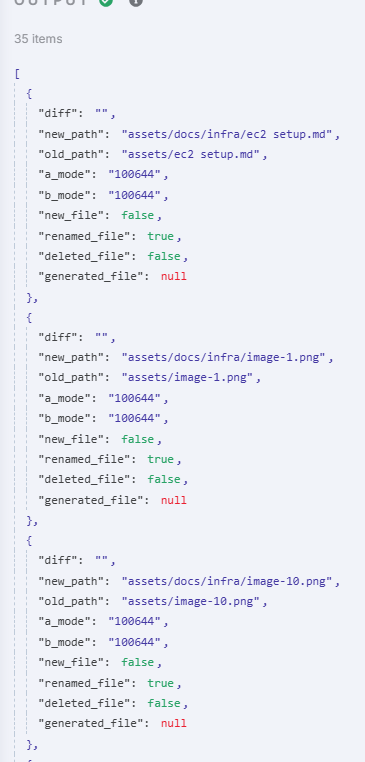 OUTPUT
35 items
[
{
"diff": "",
"new_path": "assets/docs/infra/ec2 setup.md",
"old_path": "assets/ec2 setup.md",
"a_mode": "100644",
"b_mode": "100644",
"new_file": false,
"renamed_file": true,
"deleted_file": false,
"generated_file": null
},
{
"diff": "",
"new_path": "assets/docs/infra/image-1.png",
"old_path": "assets/image-1.png",
"a_mode": "100644",
"b_mode": "100644",
"new_file": false,
"renamed_file": true,
"deleted_file": false,
"generated_file": null
},
{
"diff": "",
"new_path": "assets/docs/infra/image-10.png",
"old_path": "assets/image-10.png",
"a_mode": "100644",
"b_mode": "100644",
"new_file": false,
"renamed_file": true,
"deleted_file": false,
"generated_file": null
},
{